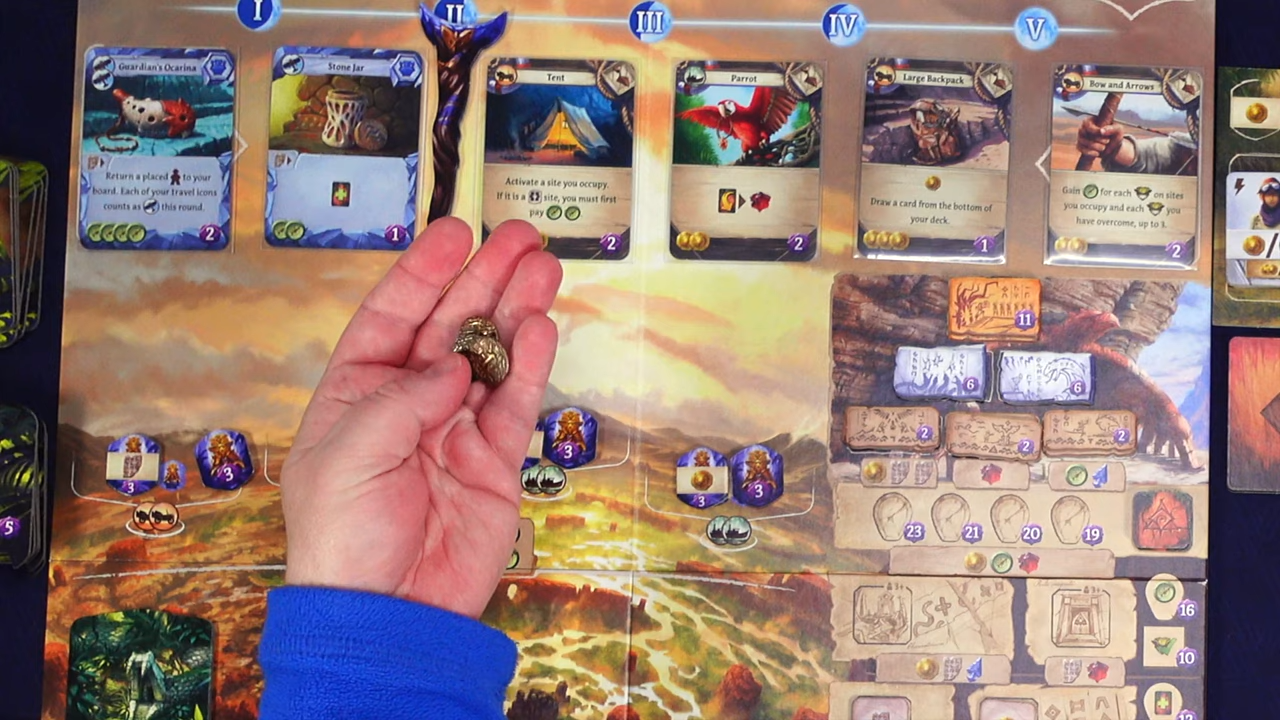 I
II
III
IV
V
Guardian's Ocarina
Return a placed to your
board. Each of your travel icons
counts as this round.
2
Stone Jar
1
Tent
Activate a site you occupy.
If it is a site, you must first
pay
2
Parrot
2
Large Backpack
Draw a card from the bottom of
your deck.
1
Bow and Arrows
Gain for each on sites
you occupy and each you
have overcome, up to 3.
2
11
6
6
2
2
2
3
3
3
3
3
23
21
20
19
16
10
5